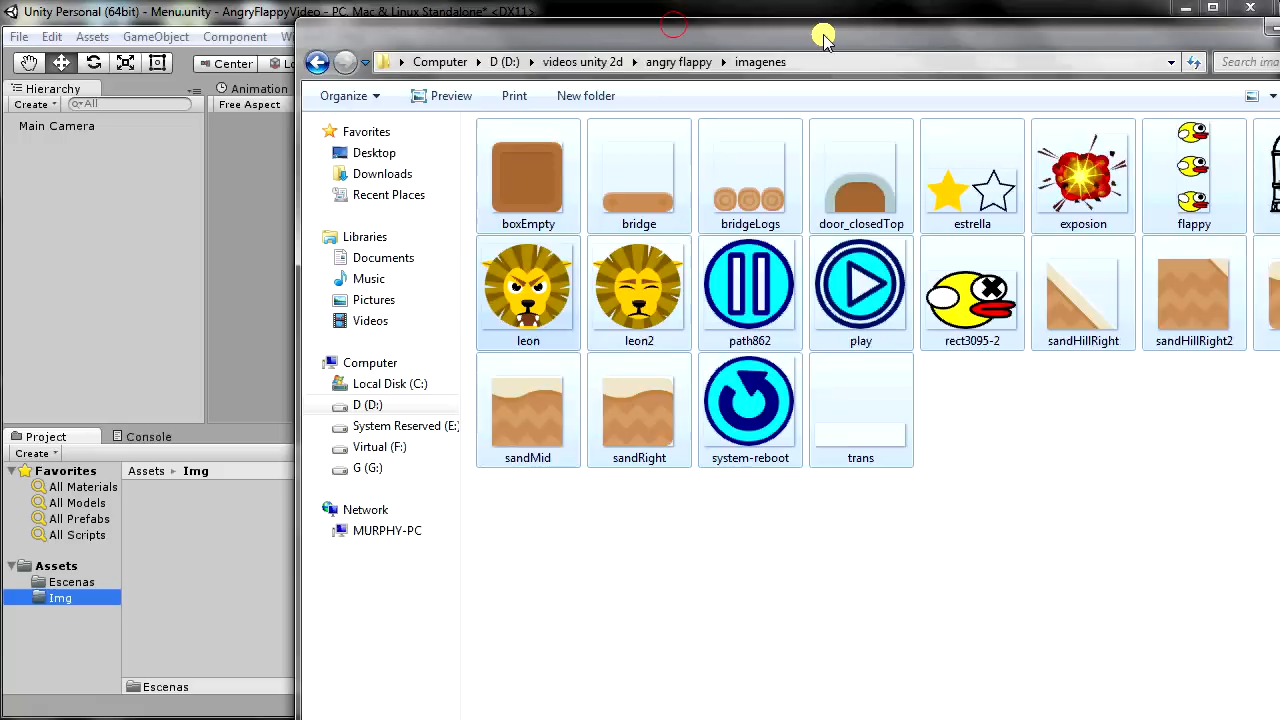 Unity Personal (64bit) - Menu.unity - AngryFlappyVideo - PC, Mac & Linux Standalone* <DX11>
File Edit Assets GameObject Component
Center
Hierarchy
Animation
Create
All
Free Aspect
Main Camera
Project
Console
Create
Favorites
All Materials
All Models
All Prefabs
All Scripts
Assets
Escenas
Img
Assets Img
Escenas
Computer D (D:) videos unity 2d angry flappy imagenes
Search imag
Organize Preview Print New folder
Favorites
Desktop
Downloads
Recent Places
Libraries
Documents
Music
Pictures
Videos
Computer
Local Disk (C:)
D (D:)
System Reserved (E:
Virtual (F:)
G (G:)
Network
MURPHY-PC
boxEmpty bridge bridgeLogs door_closedTop estrella exposion flappy
leon leon2 path862 play rect3095-2 sandHillRight sandHillRight2
sandMid sandRight system-reboot trans